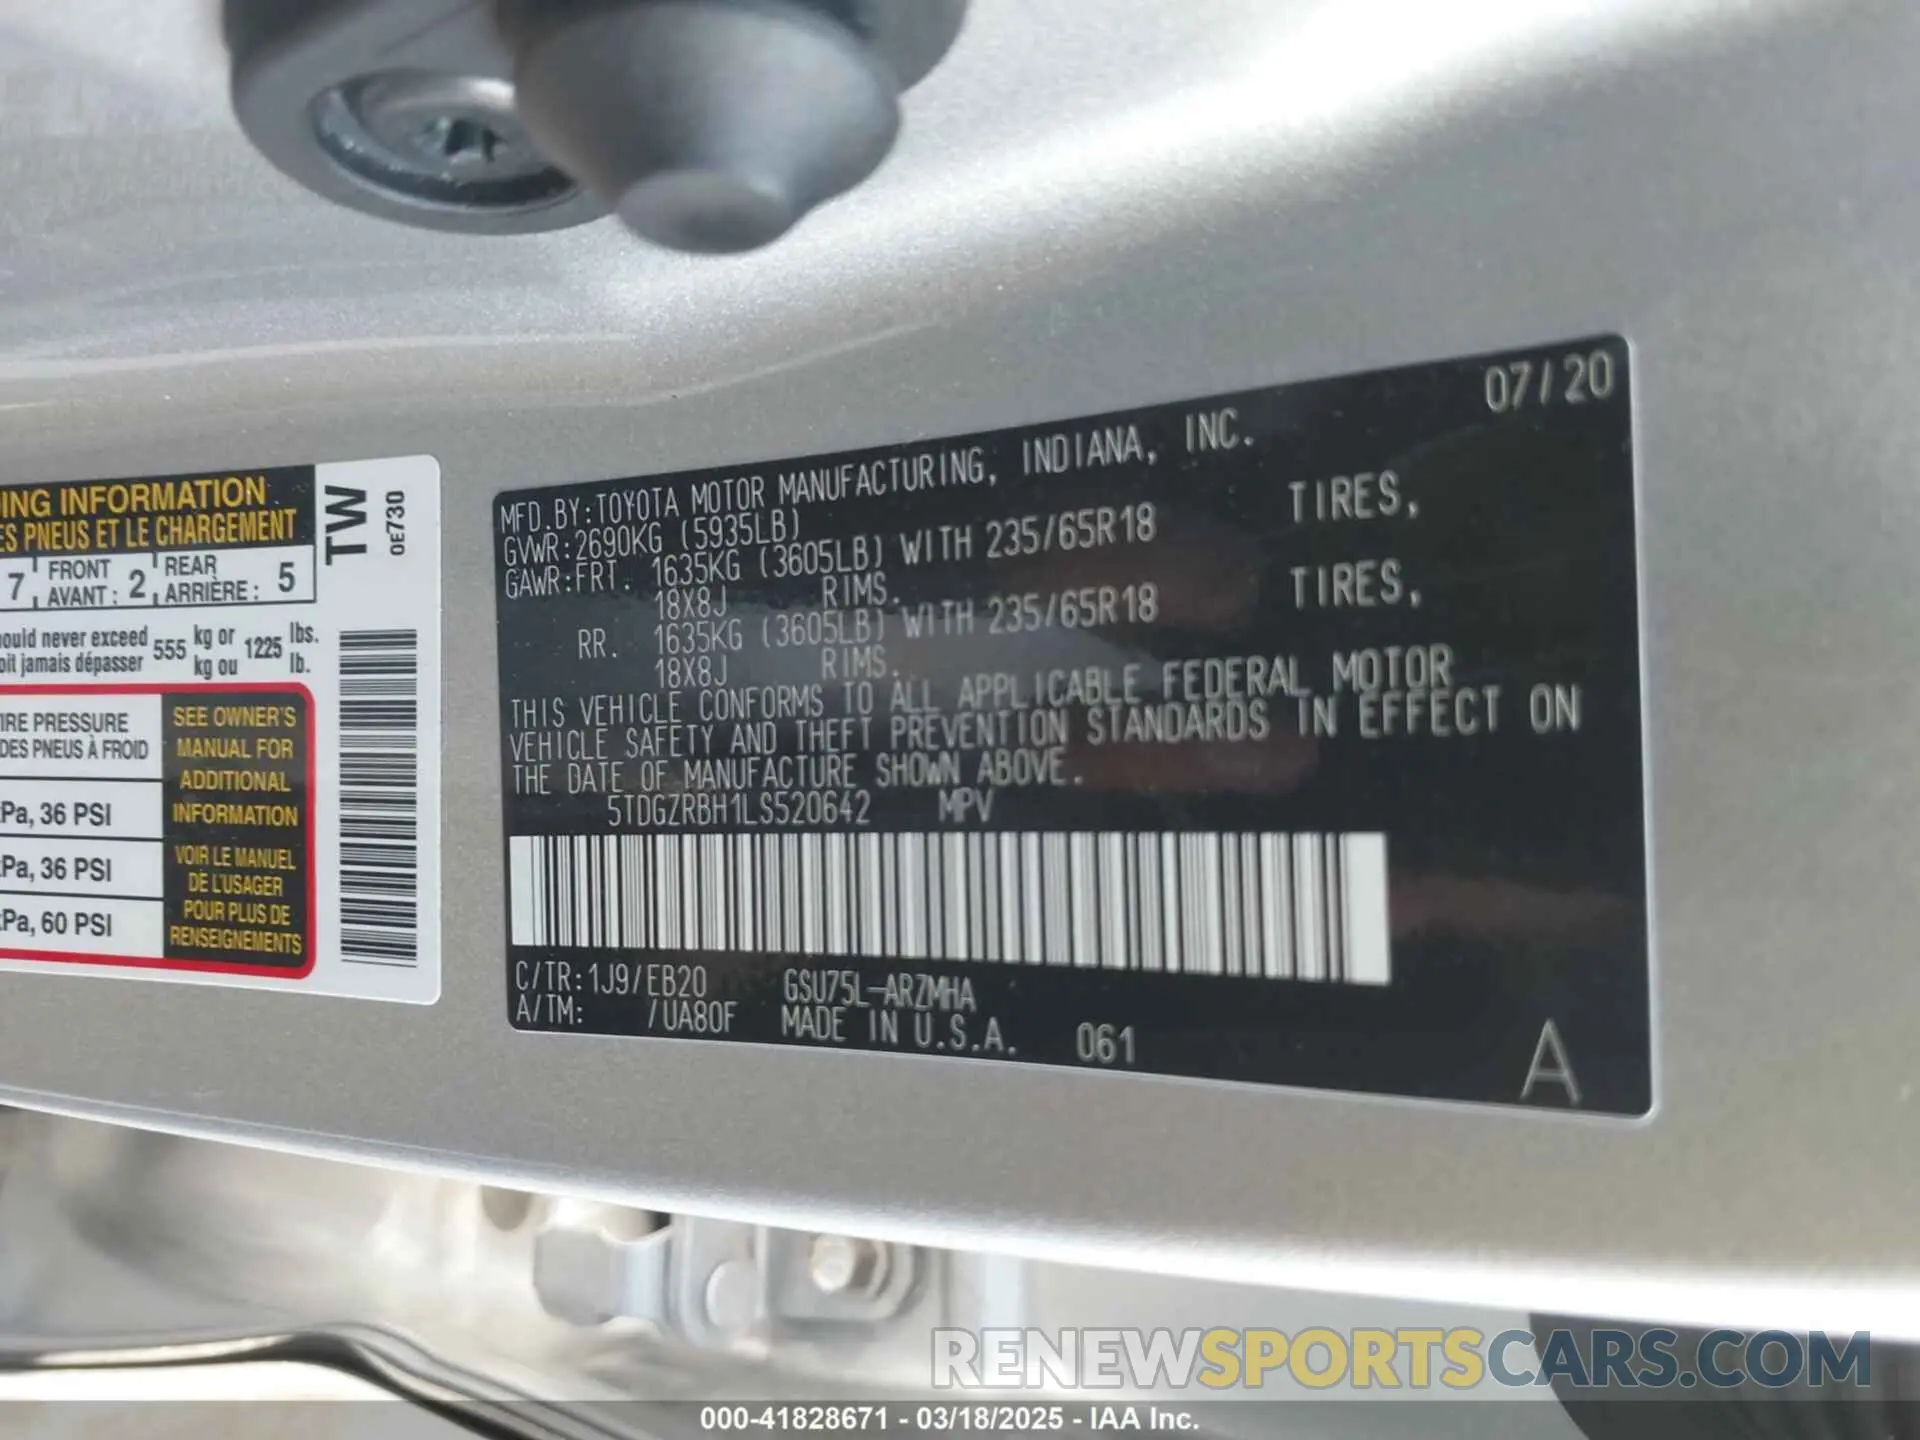 ING INFORMATION
ES PNEUS ET LE CHARGEMENT
TW
0E730
7 FRONT AVANT : 2 REAR ARRIÈRE : 5
ould never exceed 555 kg or 1225 lbs.
oit jamais dépasser kg ou lb.
IRE PRESSURE
DES PNEUS À FROID
kPa, 36 PSI
kPa, 36 PSI
kPa, 60 PSI
SEE OWNER'S
MANUAL FOR
ADDITIONAL
INFORMATION
VOIR LE MANUEL
DE L'USAGER
POUR PLUS DE
RENSEIGNEMENTS
07/20
MFD.BY:TOYOTA MOTOR MANUFACTURING, INDIANA, INC.
GVWR:2690KG (5935LB)
GAWR:FRT. 1635KG (3605LB) WITH 235/65R18 TIRES,
18X8J RIMS.
RR. 1635KG (3605LB) WITH 235/65R18 TIRES,
18X8J RIMS.
THIS VEHICLE CONFORMS TO ALL APPLICABLE FEDERAL MOTOR
VEHICLE SAFETY AND THEFT PREVENTION STANDARDS IN EFFECT ON
THE DATE OF MANUFACTURE SHOWN ABOVE.
5TDGZRBH1LS520642 MPV
C/TR:1J9/EB20 GSU75L-ARZMHA
A/TM: /UA80F MADE IN U.S.A. 061
A
RENEWSPORTSCARS.COM
000-41828671 - 03/18/2025 - IAA Inc.